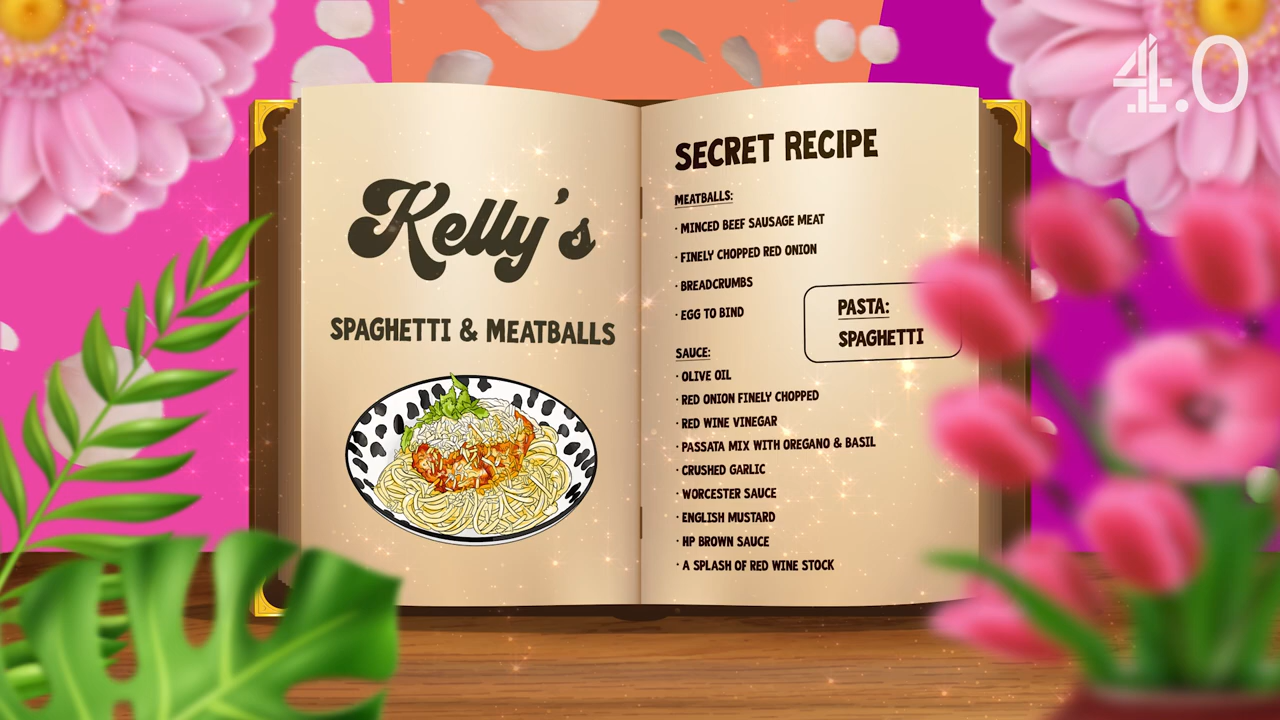 4.0
Kelly's
SPAGHETTI & MEATBALLS
SECRET RECIPE
MEATBALLS:
· MINCED BEEF SAUSAGE MEAT
· FINELY CHOPPED RED ONION
· BREADCRUMBS
· EGG TO BIND
PASTA:
SPAGHETTI
SAUCE:
· OLIVE OIL
· RED ONION FINELY CHOPPED
· RED WINE VINEGAR
· PASSATA MIX WITH OREGANO & BASIL
· CRUSHED GARLIC
· WORCESTER SAUCE
· ENGLISH MUSTARD
· HP BROWN SAUCE
· A SPLASH OF RED WINE STOCK